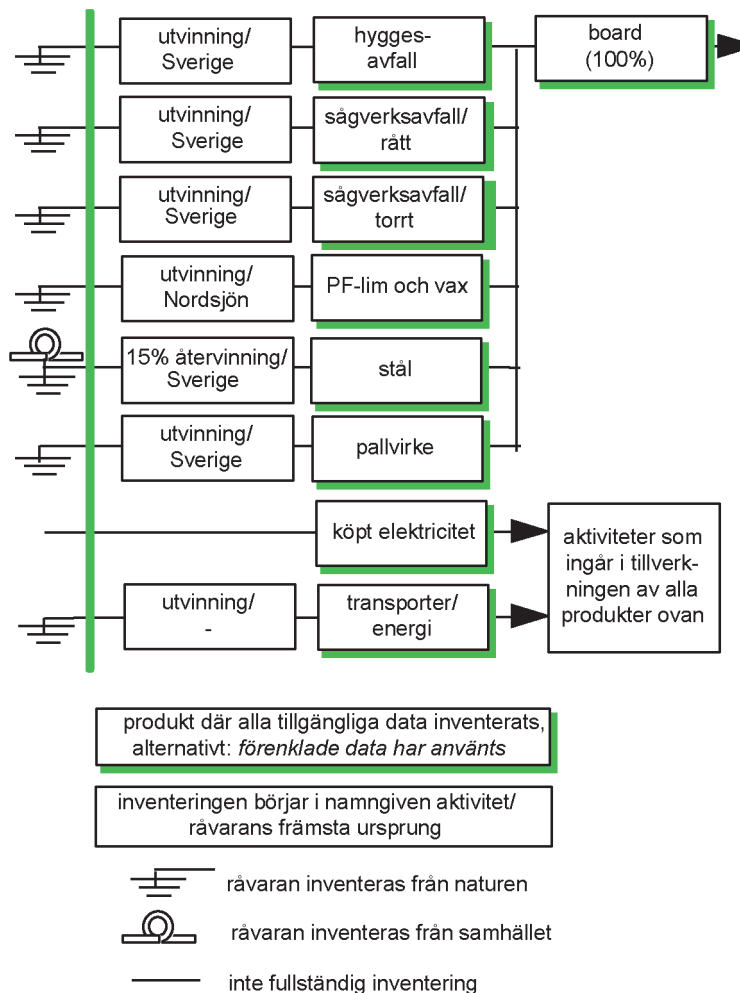 utvinning/
Sverige
hygges-
avfall
board
(100%)
utvinning/
Sverige
sågverksavfall/
rått
utvinning/
Sverige
sågverksavfall/
torrt
utvinning/
Nordsjön
PF-lim och vax
15% återvinning/
Sverige
stål
utvinning/
Sverige
pallvirke
köpt elektricitet
aktiviteter som
ingår i tillverk-
ningen av alla
produkter ovan
utvinning/
-
transporter/
energi
produkt där alla tillgängliga data inventerats,
alternativt: förenklade data har använts
inventeringen börjar i namngiven aktivitet/
råvarans främsta ursprung
råvaran inventeras från naturen
råvaran inventeras från samhället
inte fullständig inventering